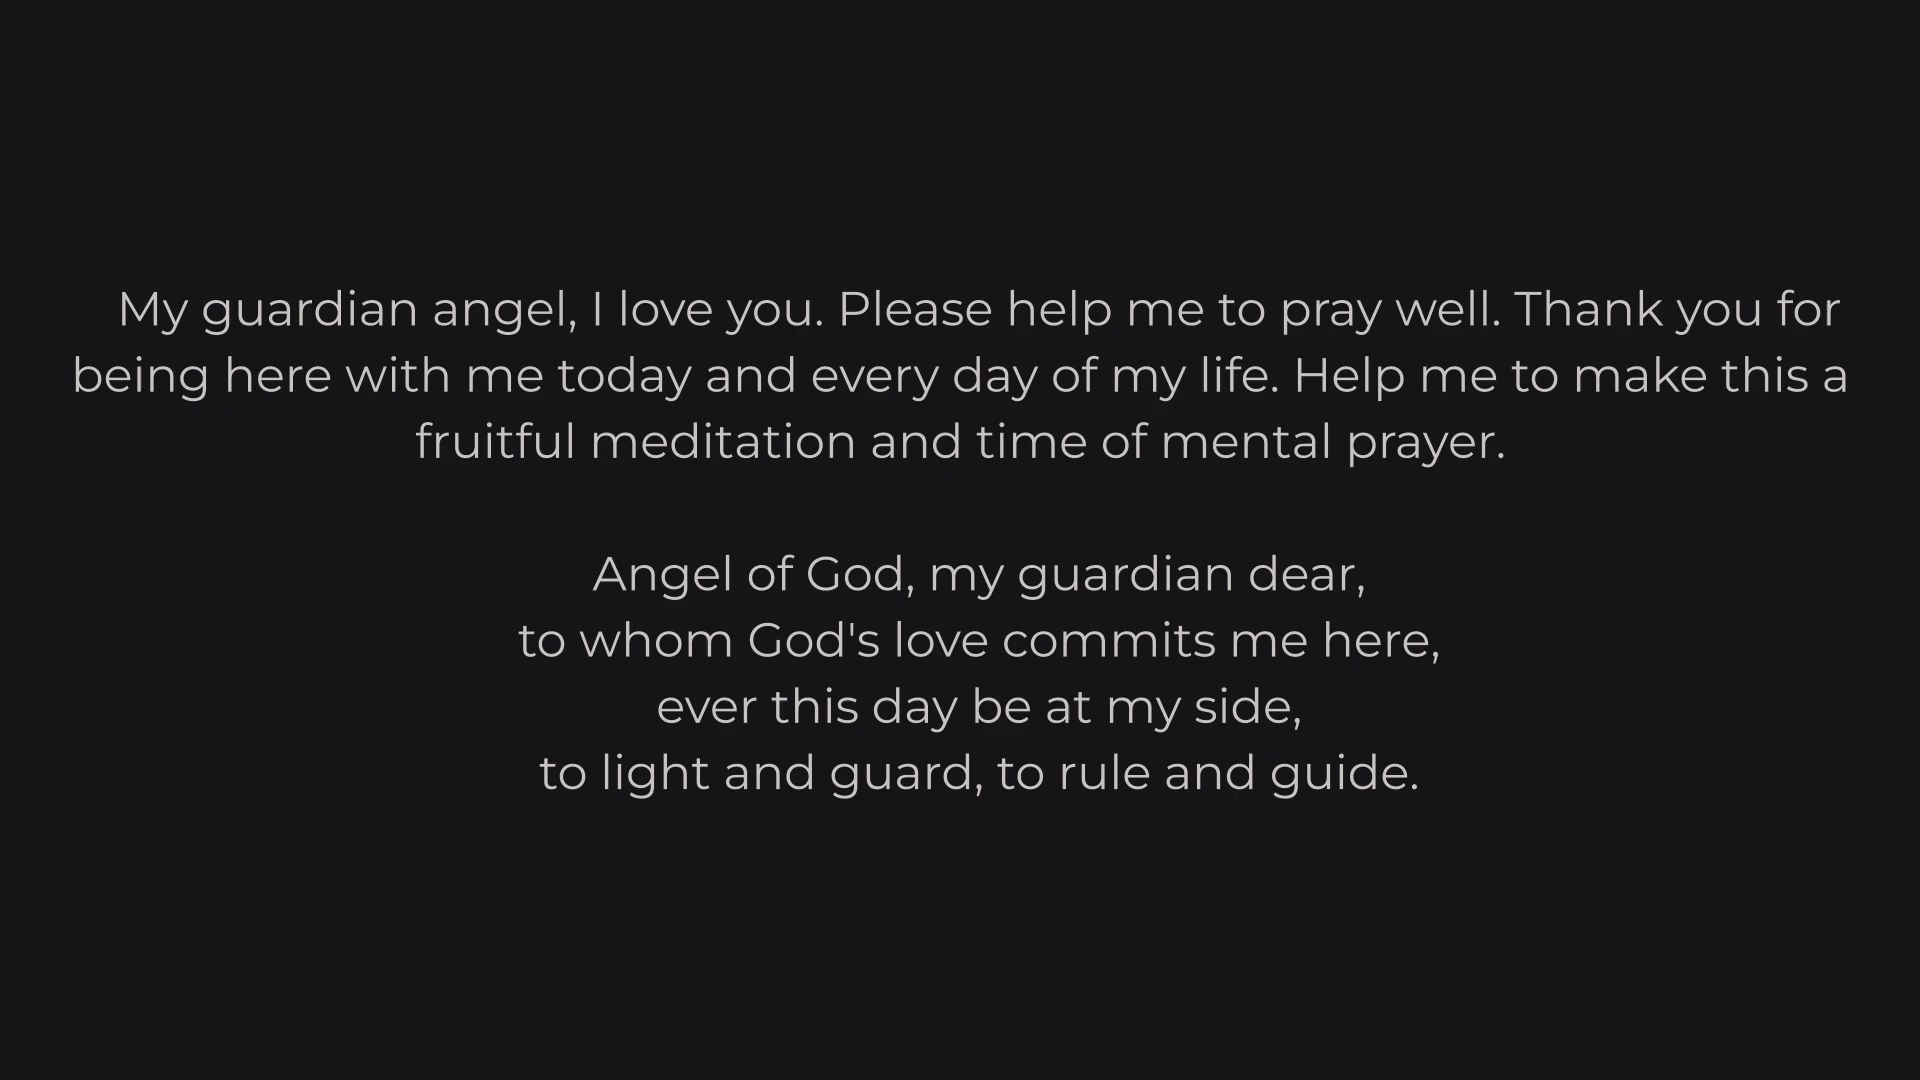 My guardian angel, I love you. Please help me to pray well. Thank you for
being here with me today and every day of my life. Help me to make this a
fruitful meditation and time of mental prayer.
Angel of God, my guardian dear,
to whom God's love commits me here,
ever this day be at my side,
to light and guard, to rule and guide.